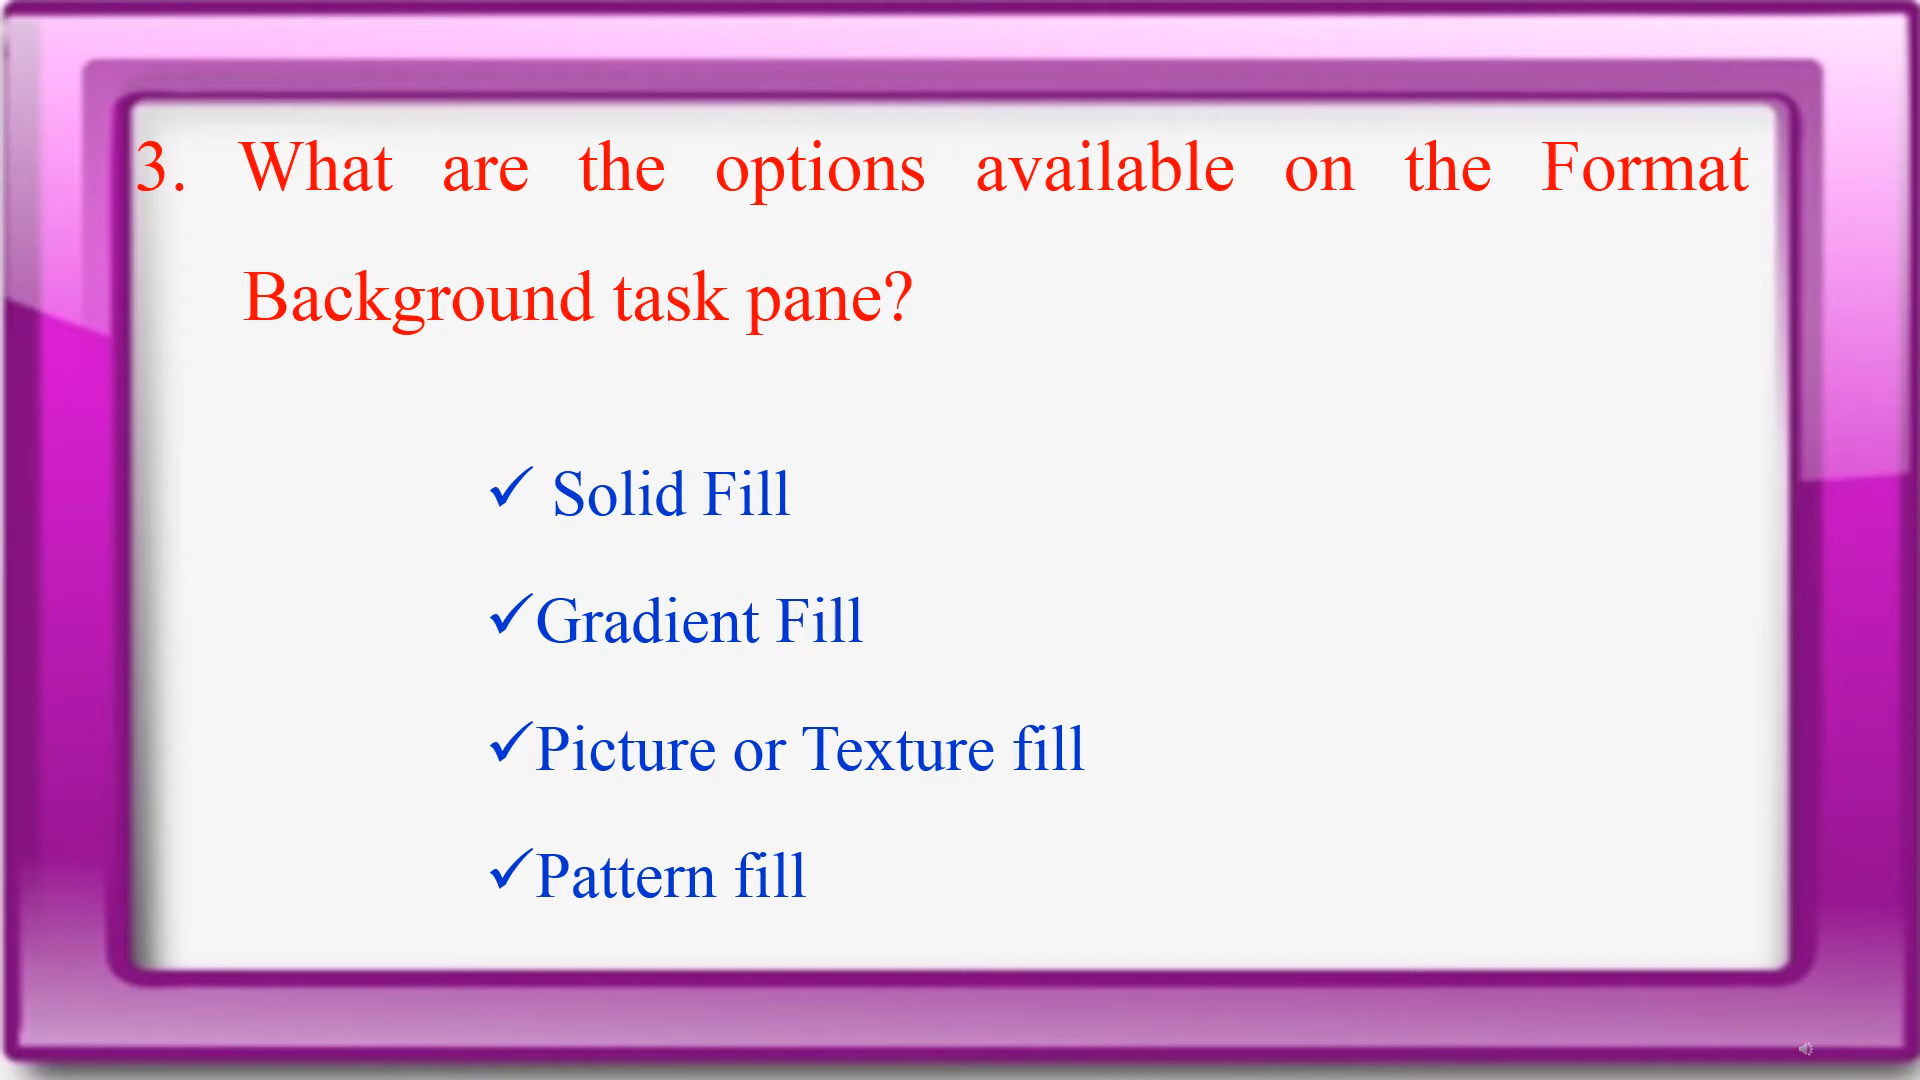 3. What are the options available on the Format
Background task pane?
✓ Solid Fill
✓Gradient Fill
✓Picture or Texture fill
✓Pattern fill